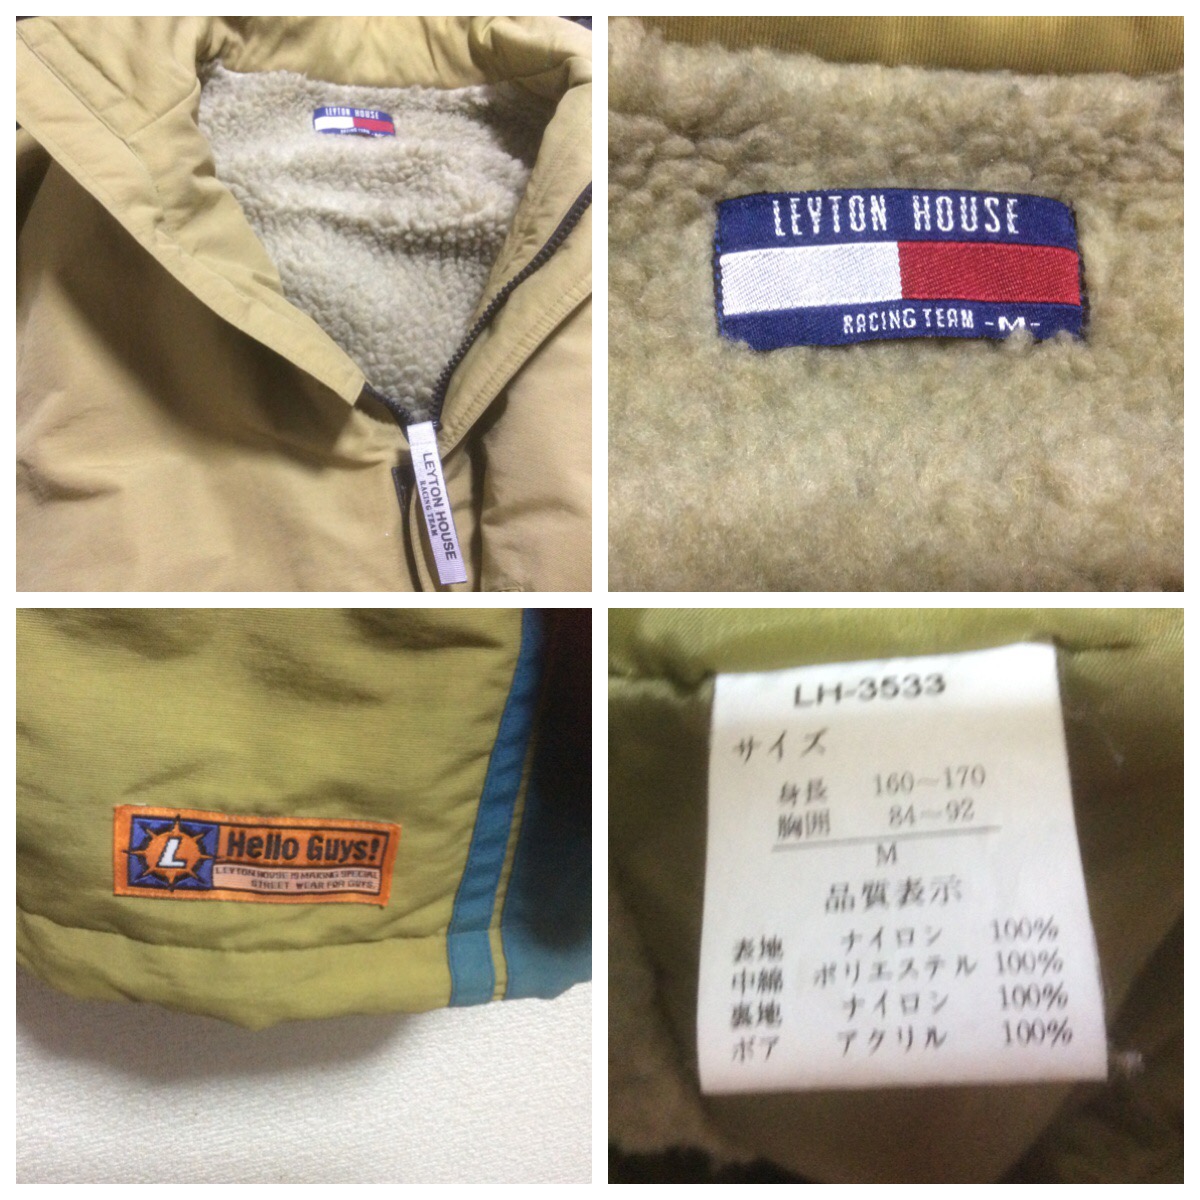 LEYTON HOUSE
LEYTON HOUSE
RACING TEAM
LEYTON HOUSE
RACING TEAM -M-
L
Hello Guys!
LEYTON HOUSE IS MAKING SPECIAL
STREET WEAR FOR GUYS.
LH-3533
サイズ
身長 160～170
胸囲 84～92
M
品質表示
表地 ナイロン 100%
中綿 ポリエステル 100%
裏地 ナイロン 100%
ボア アクリル 100%